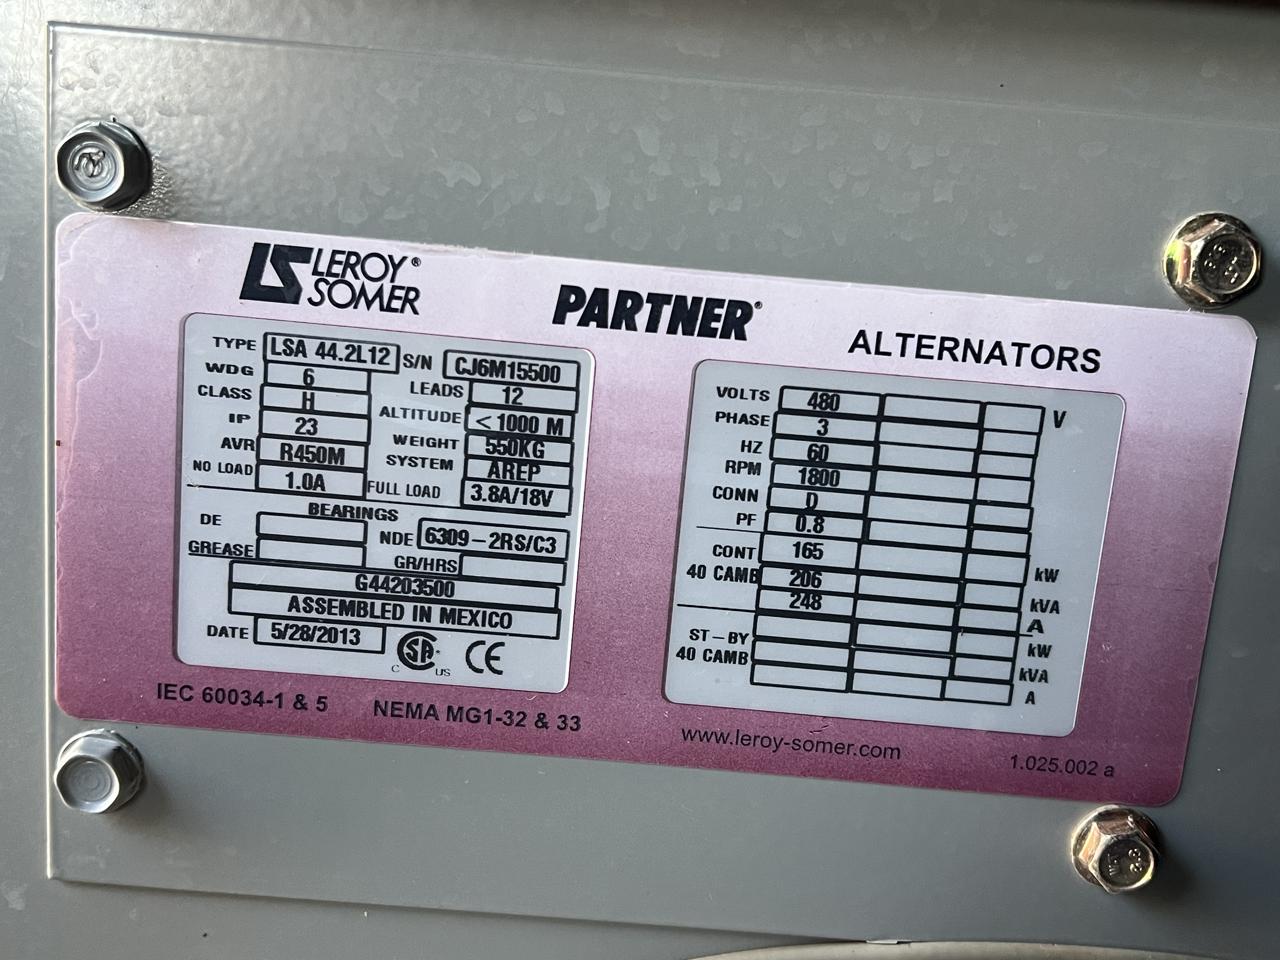 LS LEROY® SOMER
PARTNER®
ALTERNATORS
TYPE LSA 44.2L12 S/N CJ6M15500
WDG 6 LEADS 12
CLASS H ALTITUDE < 1000 M
IP 23 WEIGHT 550KG
AVR R450M SYSTEM AREP
NO LOAD 1.0A FULL LOAD 3.8A/18V
BEARINGS
DE NDE 6309-2RS/C3
GREASE GR/HRS
G44203500
ASSEMBLED IN MEXICO
DATE 5/28/2013 C SA® US CE
IEC 60034-1 & 5 NEMA MG1-32 & 33
VOLTS 480 V
PHASE 3
HZ 60
RPM 1800
CONN D
PF 0.8
CONT 165 kW
40 CAMB 206 kVA
248 A
ST-BY kW
40 CAMB kVA
A
www.leroy-somer.com 1.025.002 a